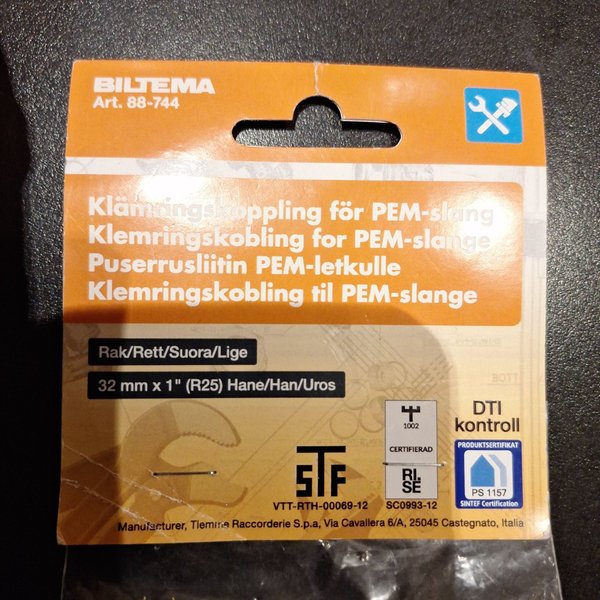 BILTEMA
Art. 88-744
Klämringskoppling för PEM-slang
Klemringskobling for PEM-slange
Puserrusliitin PEM-letkulle
Klemringskobling til PEM-slange
Rak/Rett/Suora/Lige
32 mm x 1" (R25) Hane/Han/Uros
STF
VTT-RTH-00069-12
1002
CERTIFIERAD
RI.
SE
SC0993-12
DTI
kontroll
PRODUKTSERTIFIKAT
PS 1157
SINTEF Certification
Manufacturer, Tiemme Raccorderie S.p.a, Via Cavallera 6/A, 25045 Castegnato, Italia